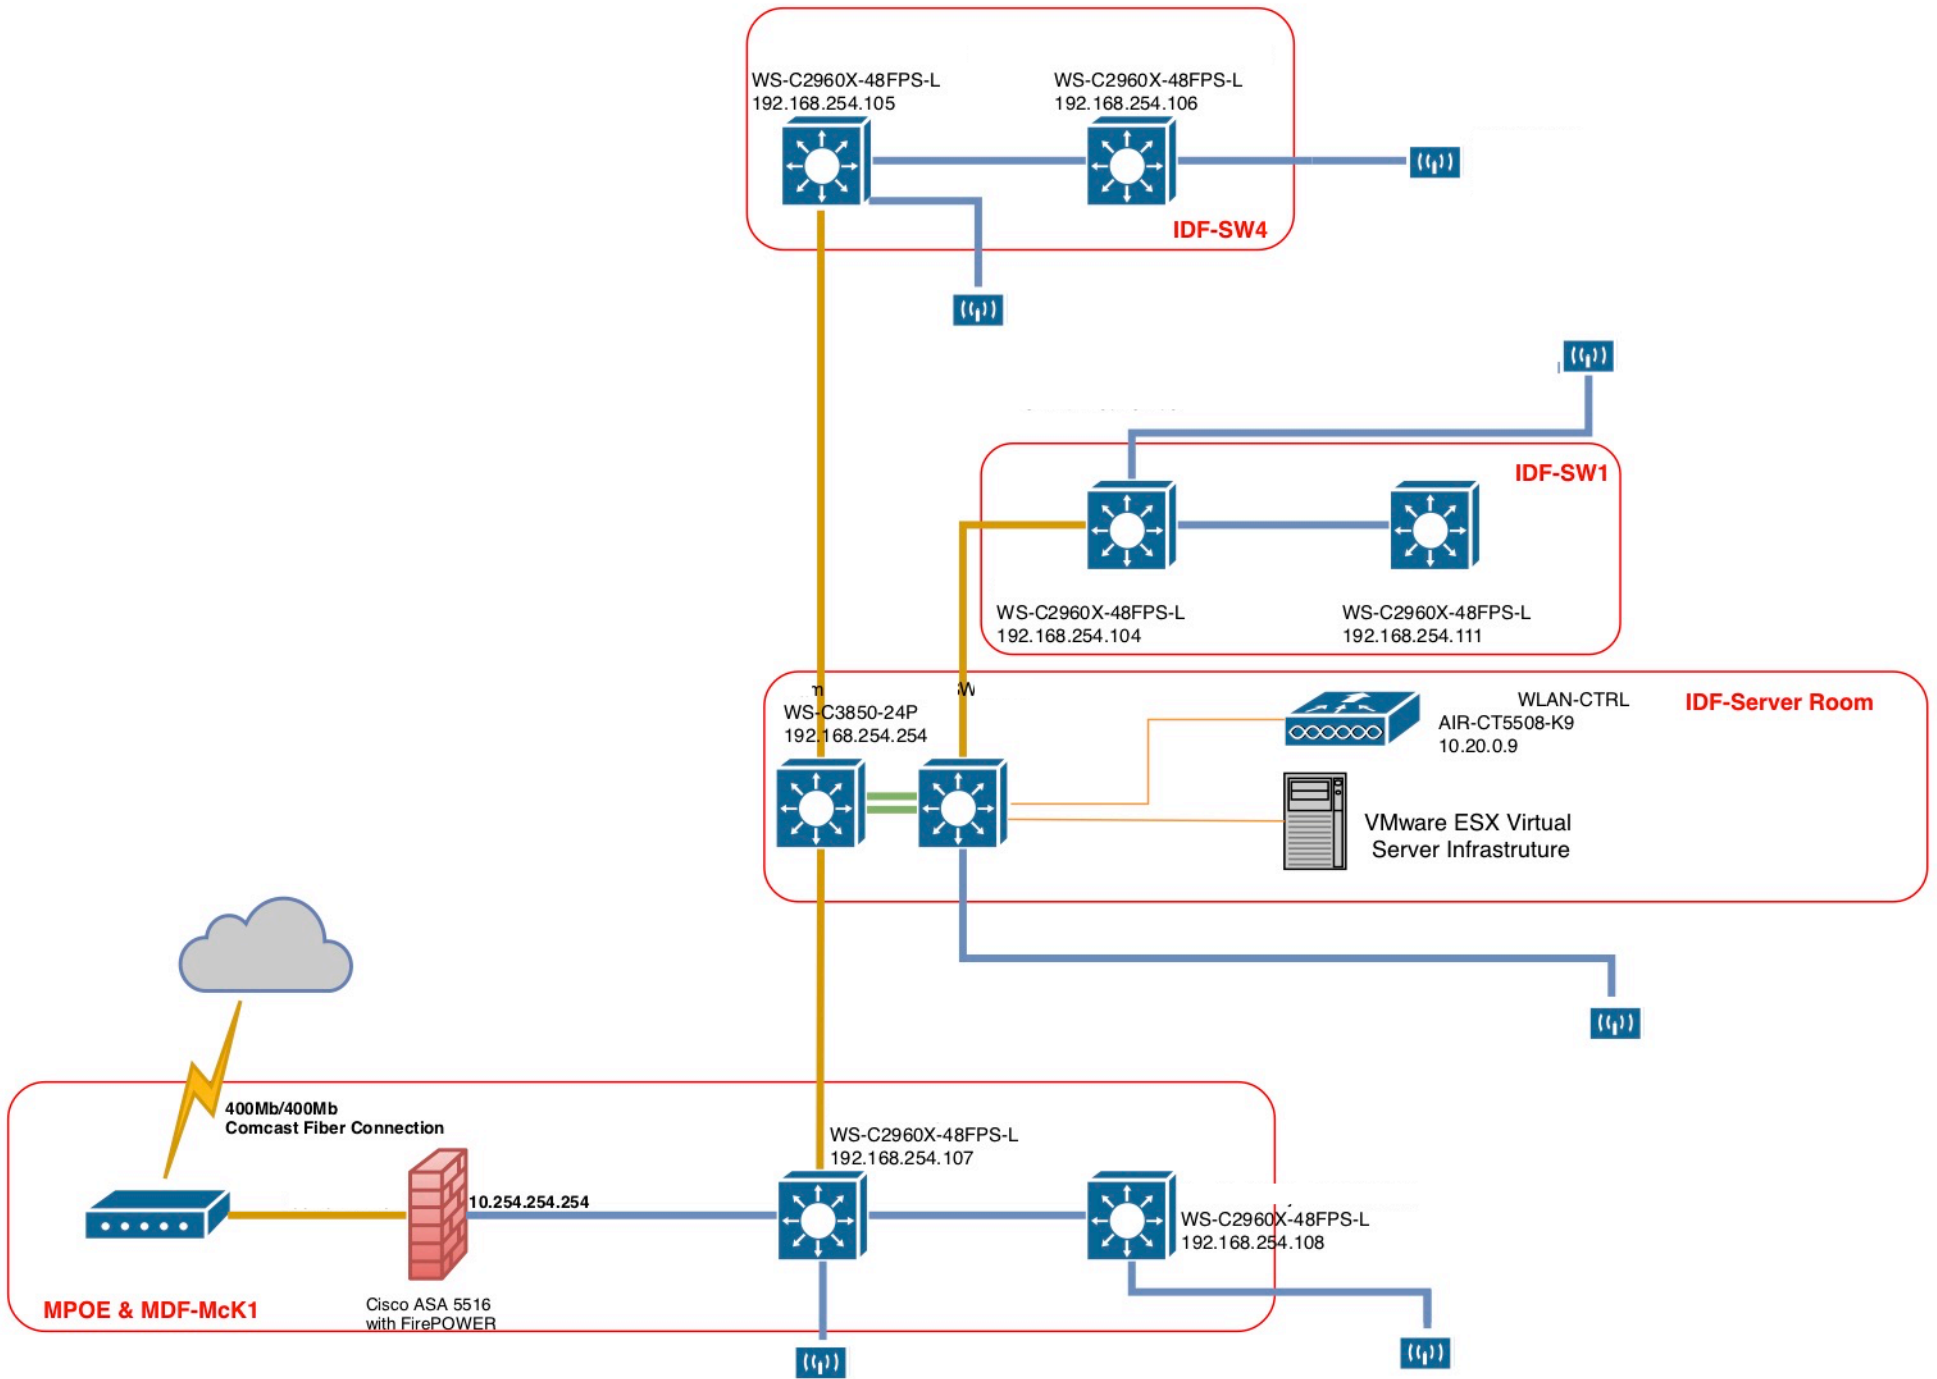 WS-C2960X-48FPS-L
192.168.254.105
WS-C2960X-48FPS-L
192.168.254.106
IDF-SW4
IDF-SW1
WS-C2960X-48FPS-L
192.168.254.104
WS-C2960X-48FPS-L
192.168.254.111
WS-C3850-24P
192.168.254.254
WLAN-CTRL
AIR-CT5508-K9
10.20.0.9
IDF-Server Room
VMware ESX Virtual
Server Infrastruture
400Mb/400Mb
Comcast Fiber Connection
WS-C2960X-48FPS-L
192.168.254.107
10.254.254.254
WS-C2960X-48FPS-L
192.168.254.108
MPOE & MDF-McK1
Cisco ASA 5516
with FirePOWER